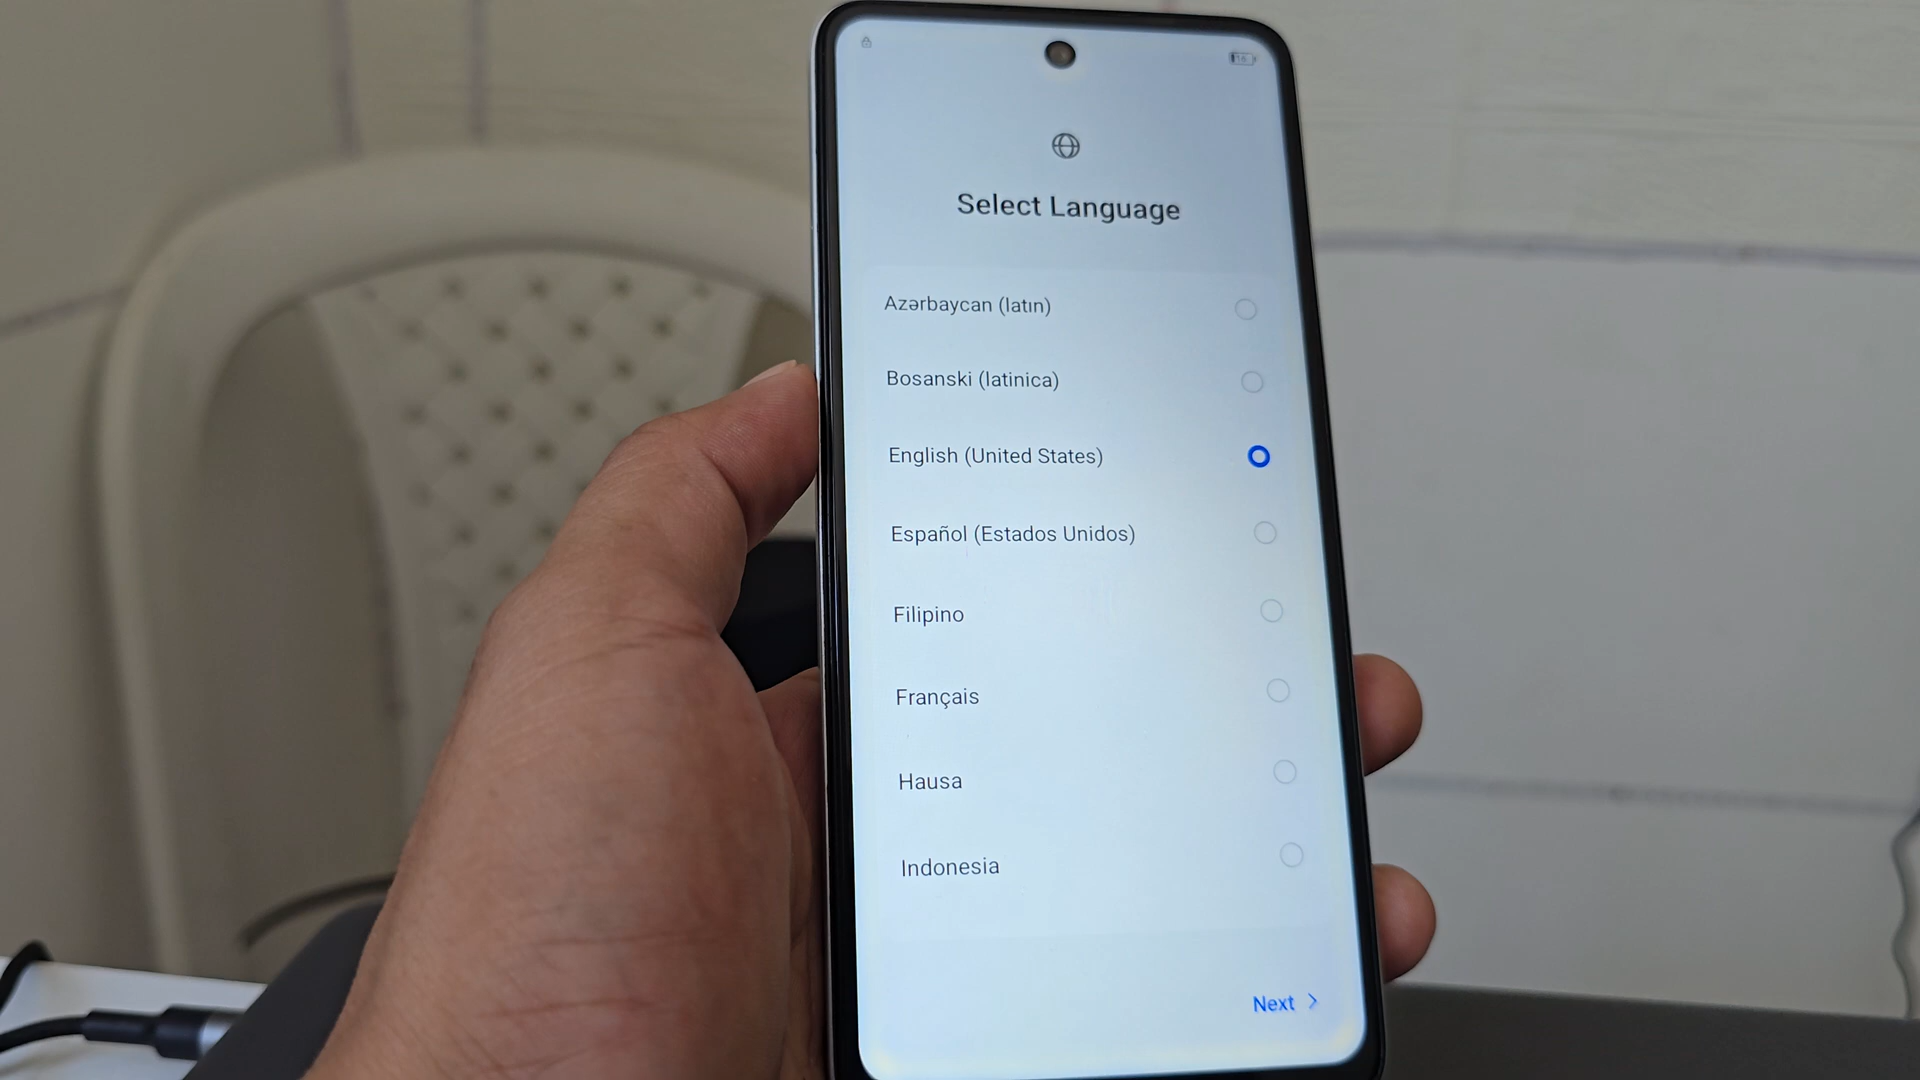 Select Language
Azərbaycan (latın)
Bosanski (latinica)
English (United States)
Español (Estados Unidos)
Filipino
Français
Hausa
Indonesia
Next